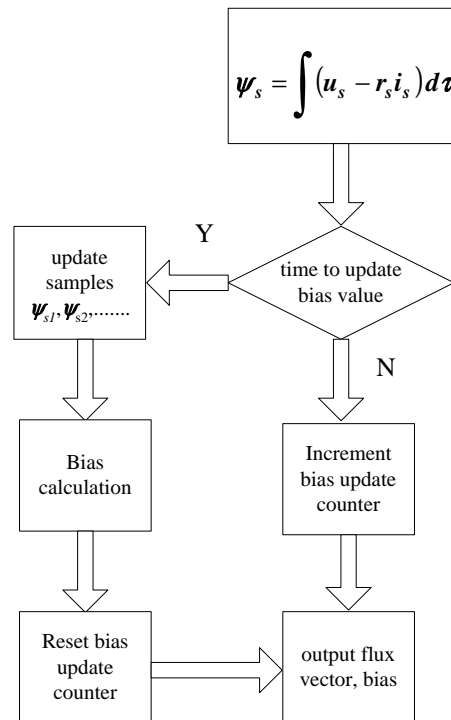 ψs = ∫(us − rsis)dτ
Y
time to update
bias value
update
samples
ψs1,ψs2,.......
N
Bias
calculation
Increment
bias update
counter
Reset bias
update
counter
output flux
vector, bias